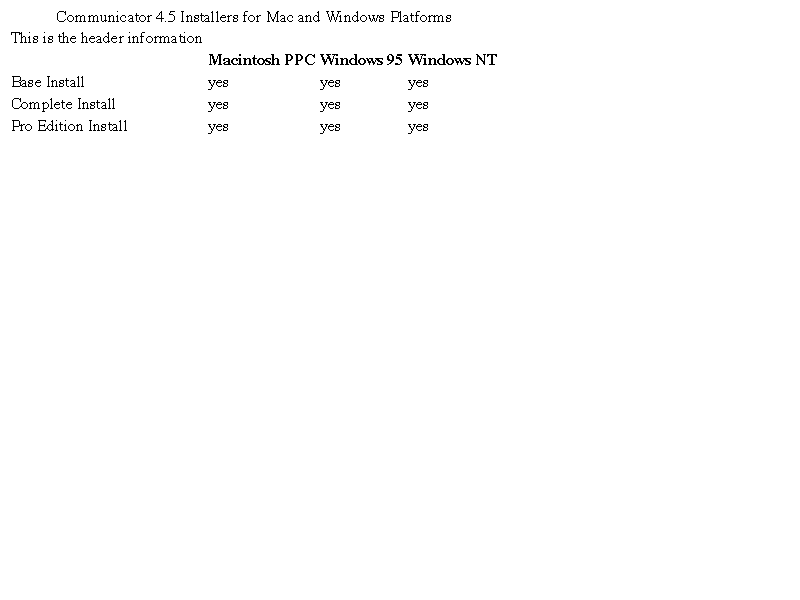 Communicator 4.5 Installers for Mac and Windows Platforms
This is the header information
Macintosh PPC Windows 95 Windows NT
Base Install yes yes yes
Complete Install yes yes yes
Pro Edition Install yes yes yes